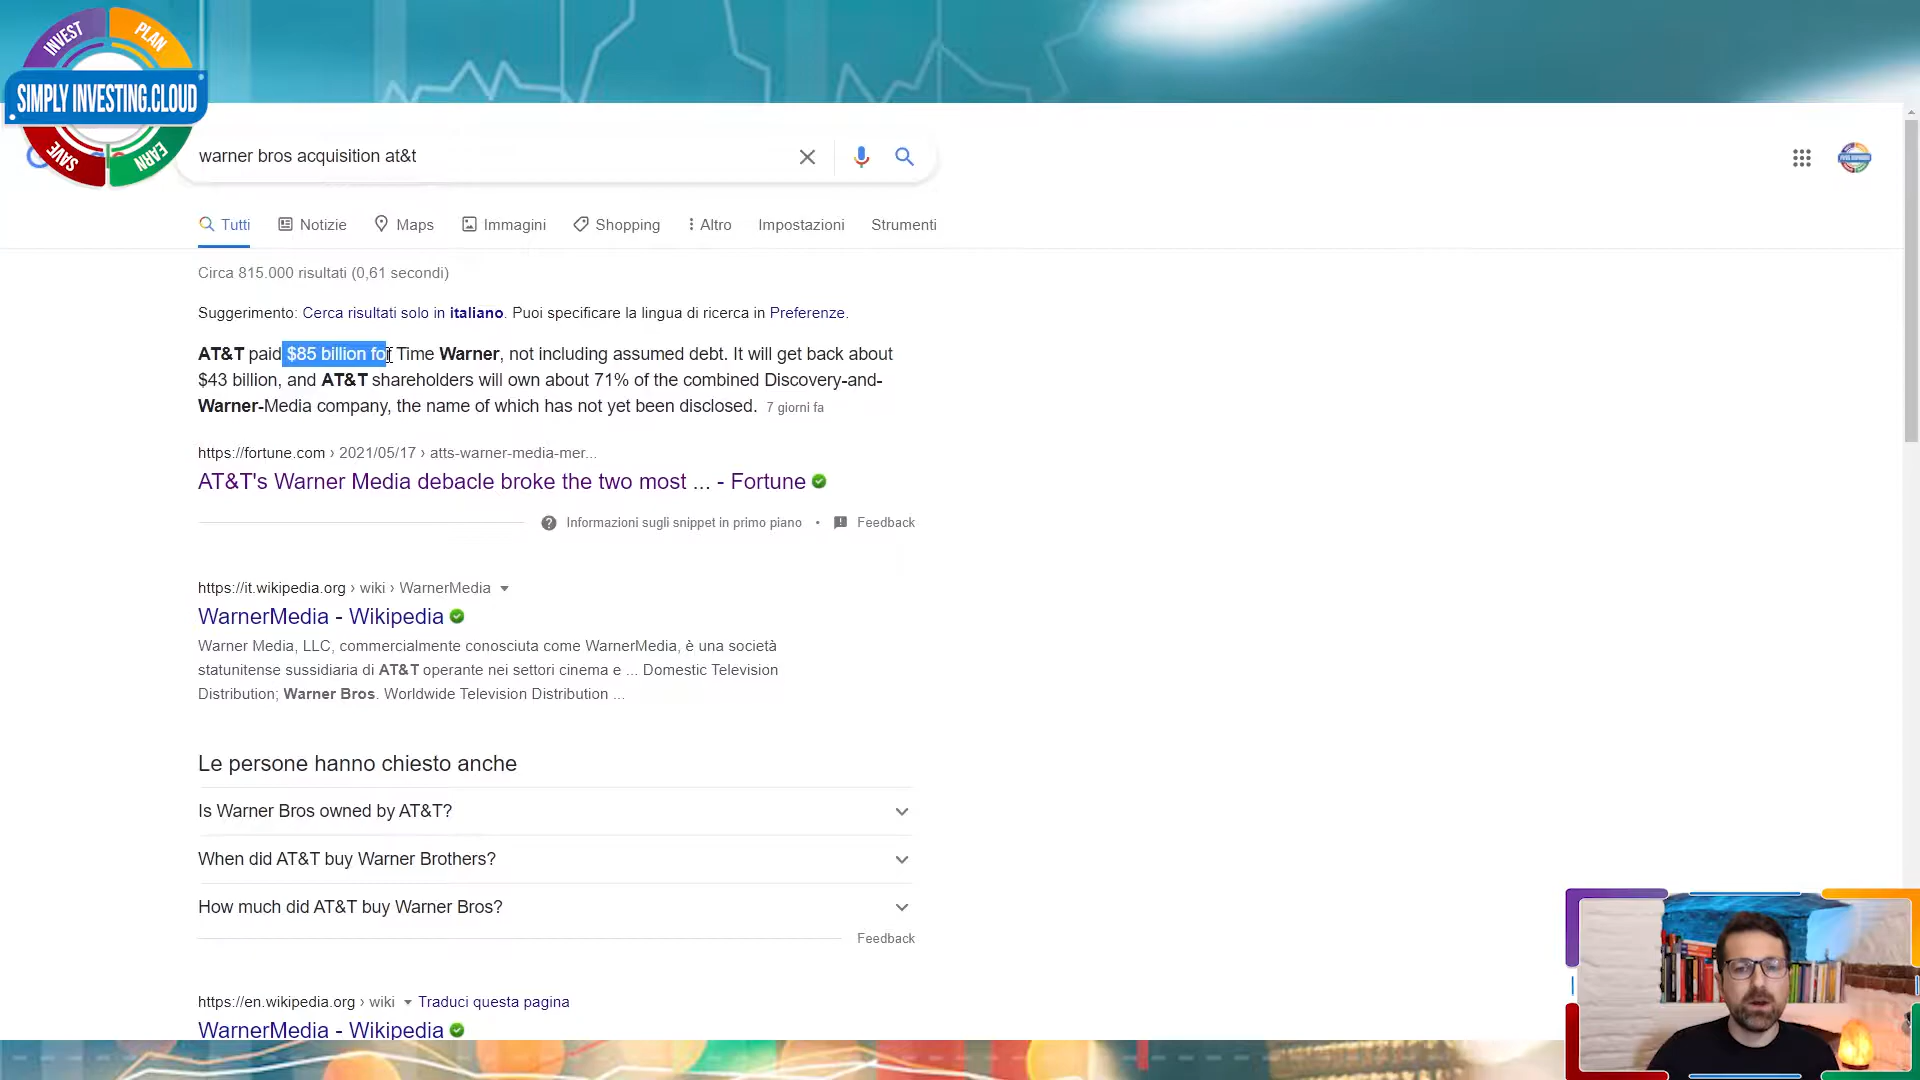 INVEST
PLAN
SIMPLY INVESTING.CLOUD
SAVE
EARN
warner bros acquisition at&t
Tutti
Notizie
Maps
Immagini
Shopping
Altro
Impostazioni
Strumenti
Circa 815.000 risultati (0,61 secondi)
Suggerimento: Cerca risultati solo in italiano. Puoi specificare la lingua di ricerca in Preferenze.
AT&T paid $85 billion for Time Warner, not including assumed debt. It will get back about
$43 billion, and AT&T shareholders will own about 71% of the combined Discovery-and-
Warner-Media company, the name of which has not yet been disclosed. 7 giorni fa
https://fortune.com › 2021/05/17 › atts-warner-media-mer...
AT&T's Warner Media debacle broke the two most ... - Fortune
Informazioni sugli snippet in primo piano • Feedback
https://it.wikipedia.org › wiki › WarnerMedia
WarnerMedia - Wikipedia
Warner Media, LLC, commercialmente conosciuta come WarnerMedia, è una società
statunitense sussidiaria di AT&T operante nei settori cinema e ... Domestic Television
Distribution; Warner Bros. Worldwide Television Distribution ...
Le persone hanno chiesto anche
Is Warner Bros owned by AT&T?
When did AT&T buy Warner Brothers?
How much did AT&T buy Warner Bros?
Feedback
https://en.wikipedia.org › wiki Traduci questa pagina
WarnerMedia - Wikipedia